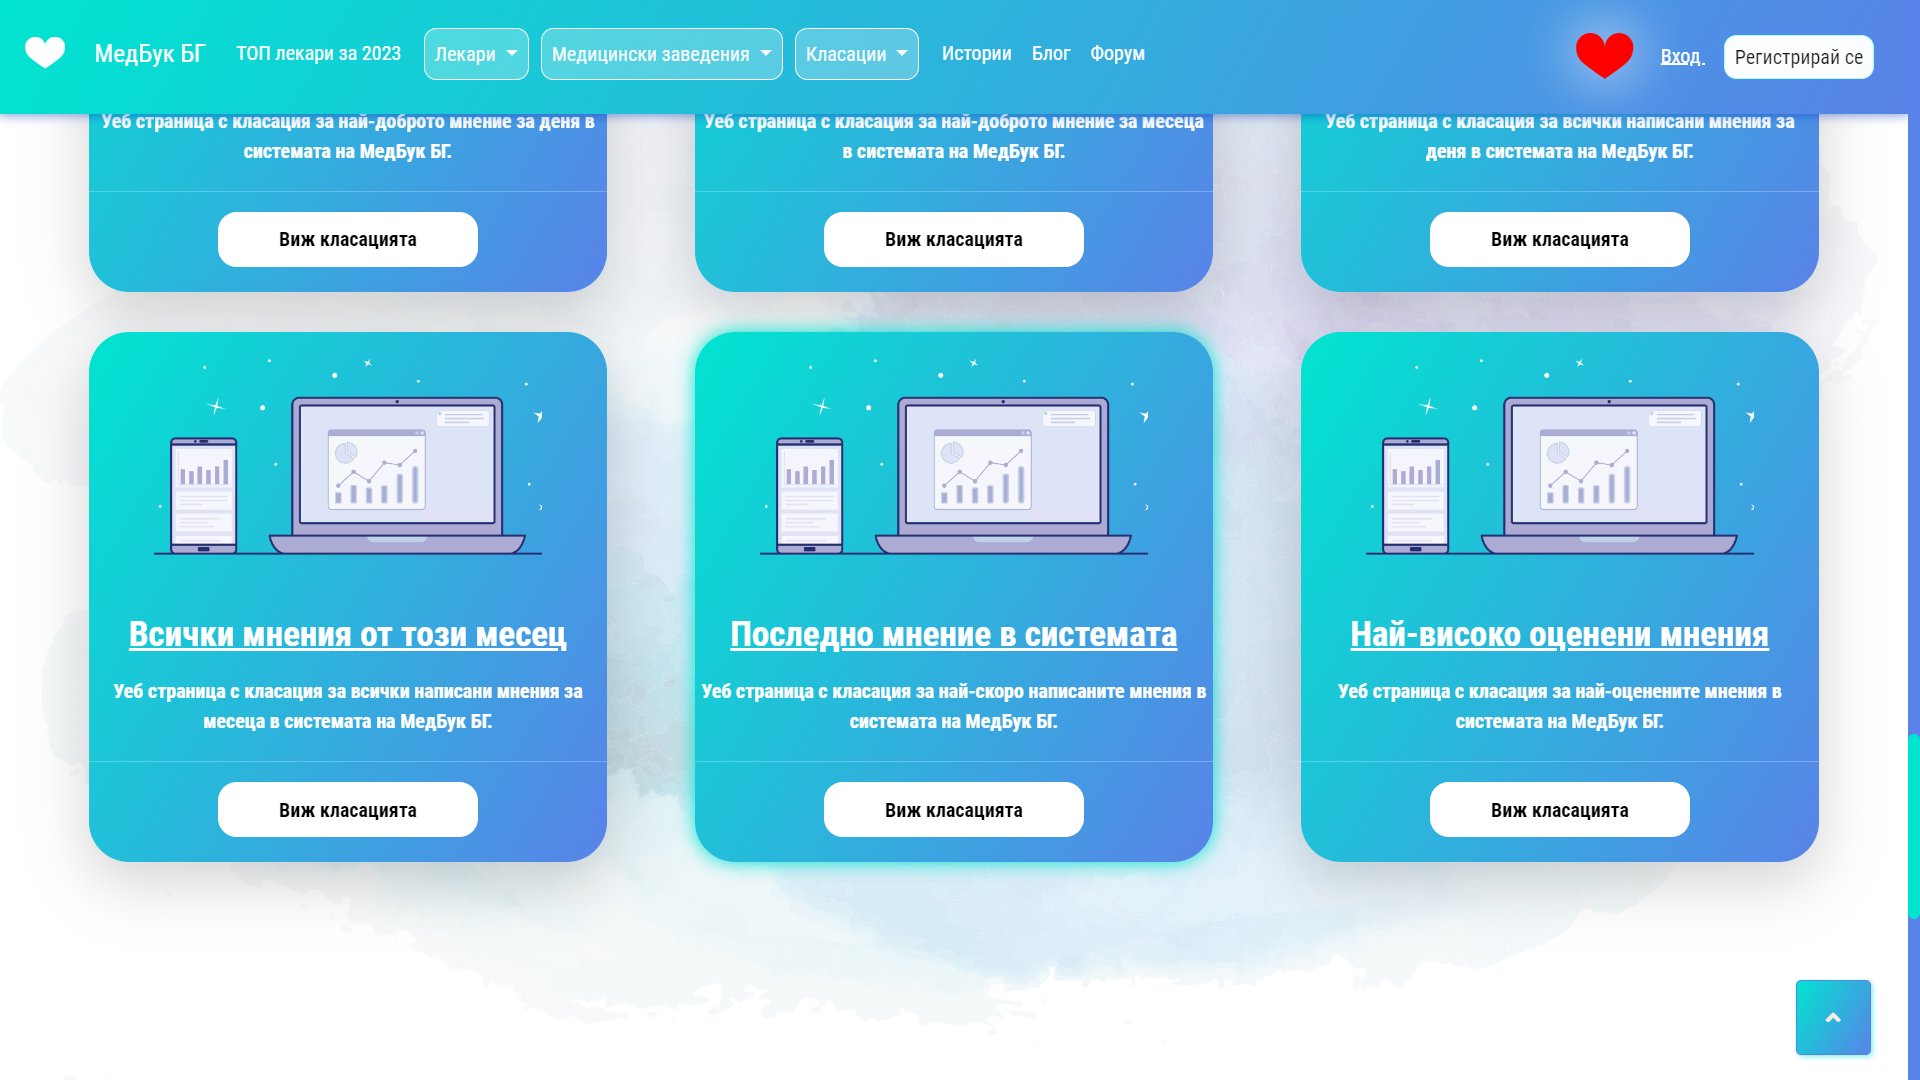 МедБук БГ
ТОП лекари за 2023
Лекари
Медицински заведения
Класации
Истории
Блог
Форум
Вход
Регистрирай се
Уеб страница с класация за най-доброто мнение за деня в
системата на МедБук БГ.
Виж класацията
Уеб страница с класация за най-доброто мнение за месеца
в системата на МедБук БГ.
Виж класацията
Уеб страница с класация за всички написани мнения за
деня в системата на МедБук БГ.
Виж класацията
Всички мнения от този месец
Уеб страница с класация за всички написани мнения за
месеца в системата на МедБук БГ.
Виж класацията
Последно мнение в системата
Уеб страница с класация за най-скоро написаните мнения в
системата на МедБук БГ.
Виж класацията
Най-високо оценени мнения
Уеб страница с класация за най-оценените мнения в
системата на МедБук БГ.
Виж класацията